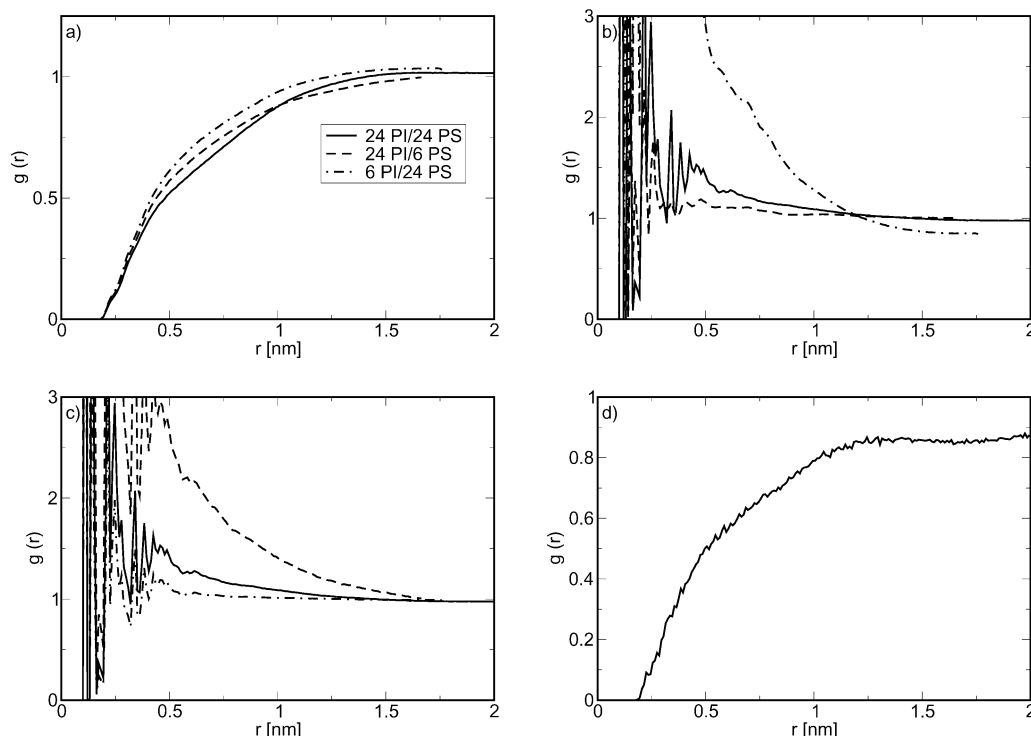 a)
1
0.5
0
g (r)
24 PI/24 PS
24 PI/6 PS
6 PI/24 PS
0 0.5 1 1.5 2
r [nm]
b)
3
2
1
0
g (r)
0 0.5 1 1.5 2
r [nm]
c)
3
2
1
0
g (r)
0 0.5 1 1.5 2
r [nm]
d)
1
0.8
0.6
0.4
0.2
0
g (r)
0 0.5 1 1.5 2
r [nm]